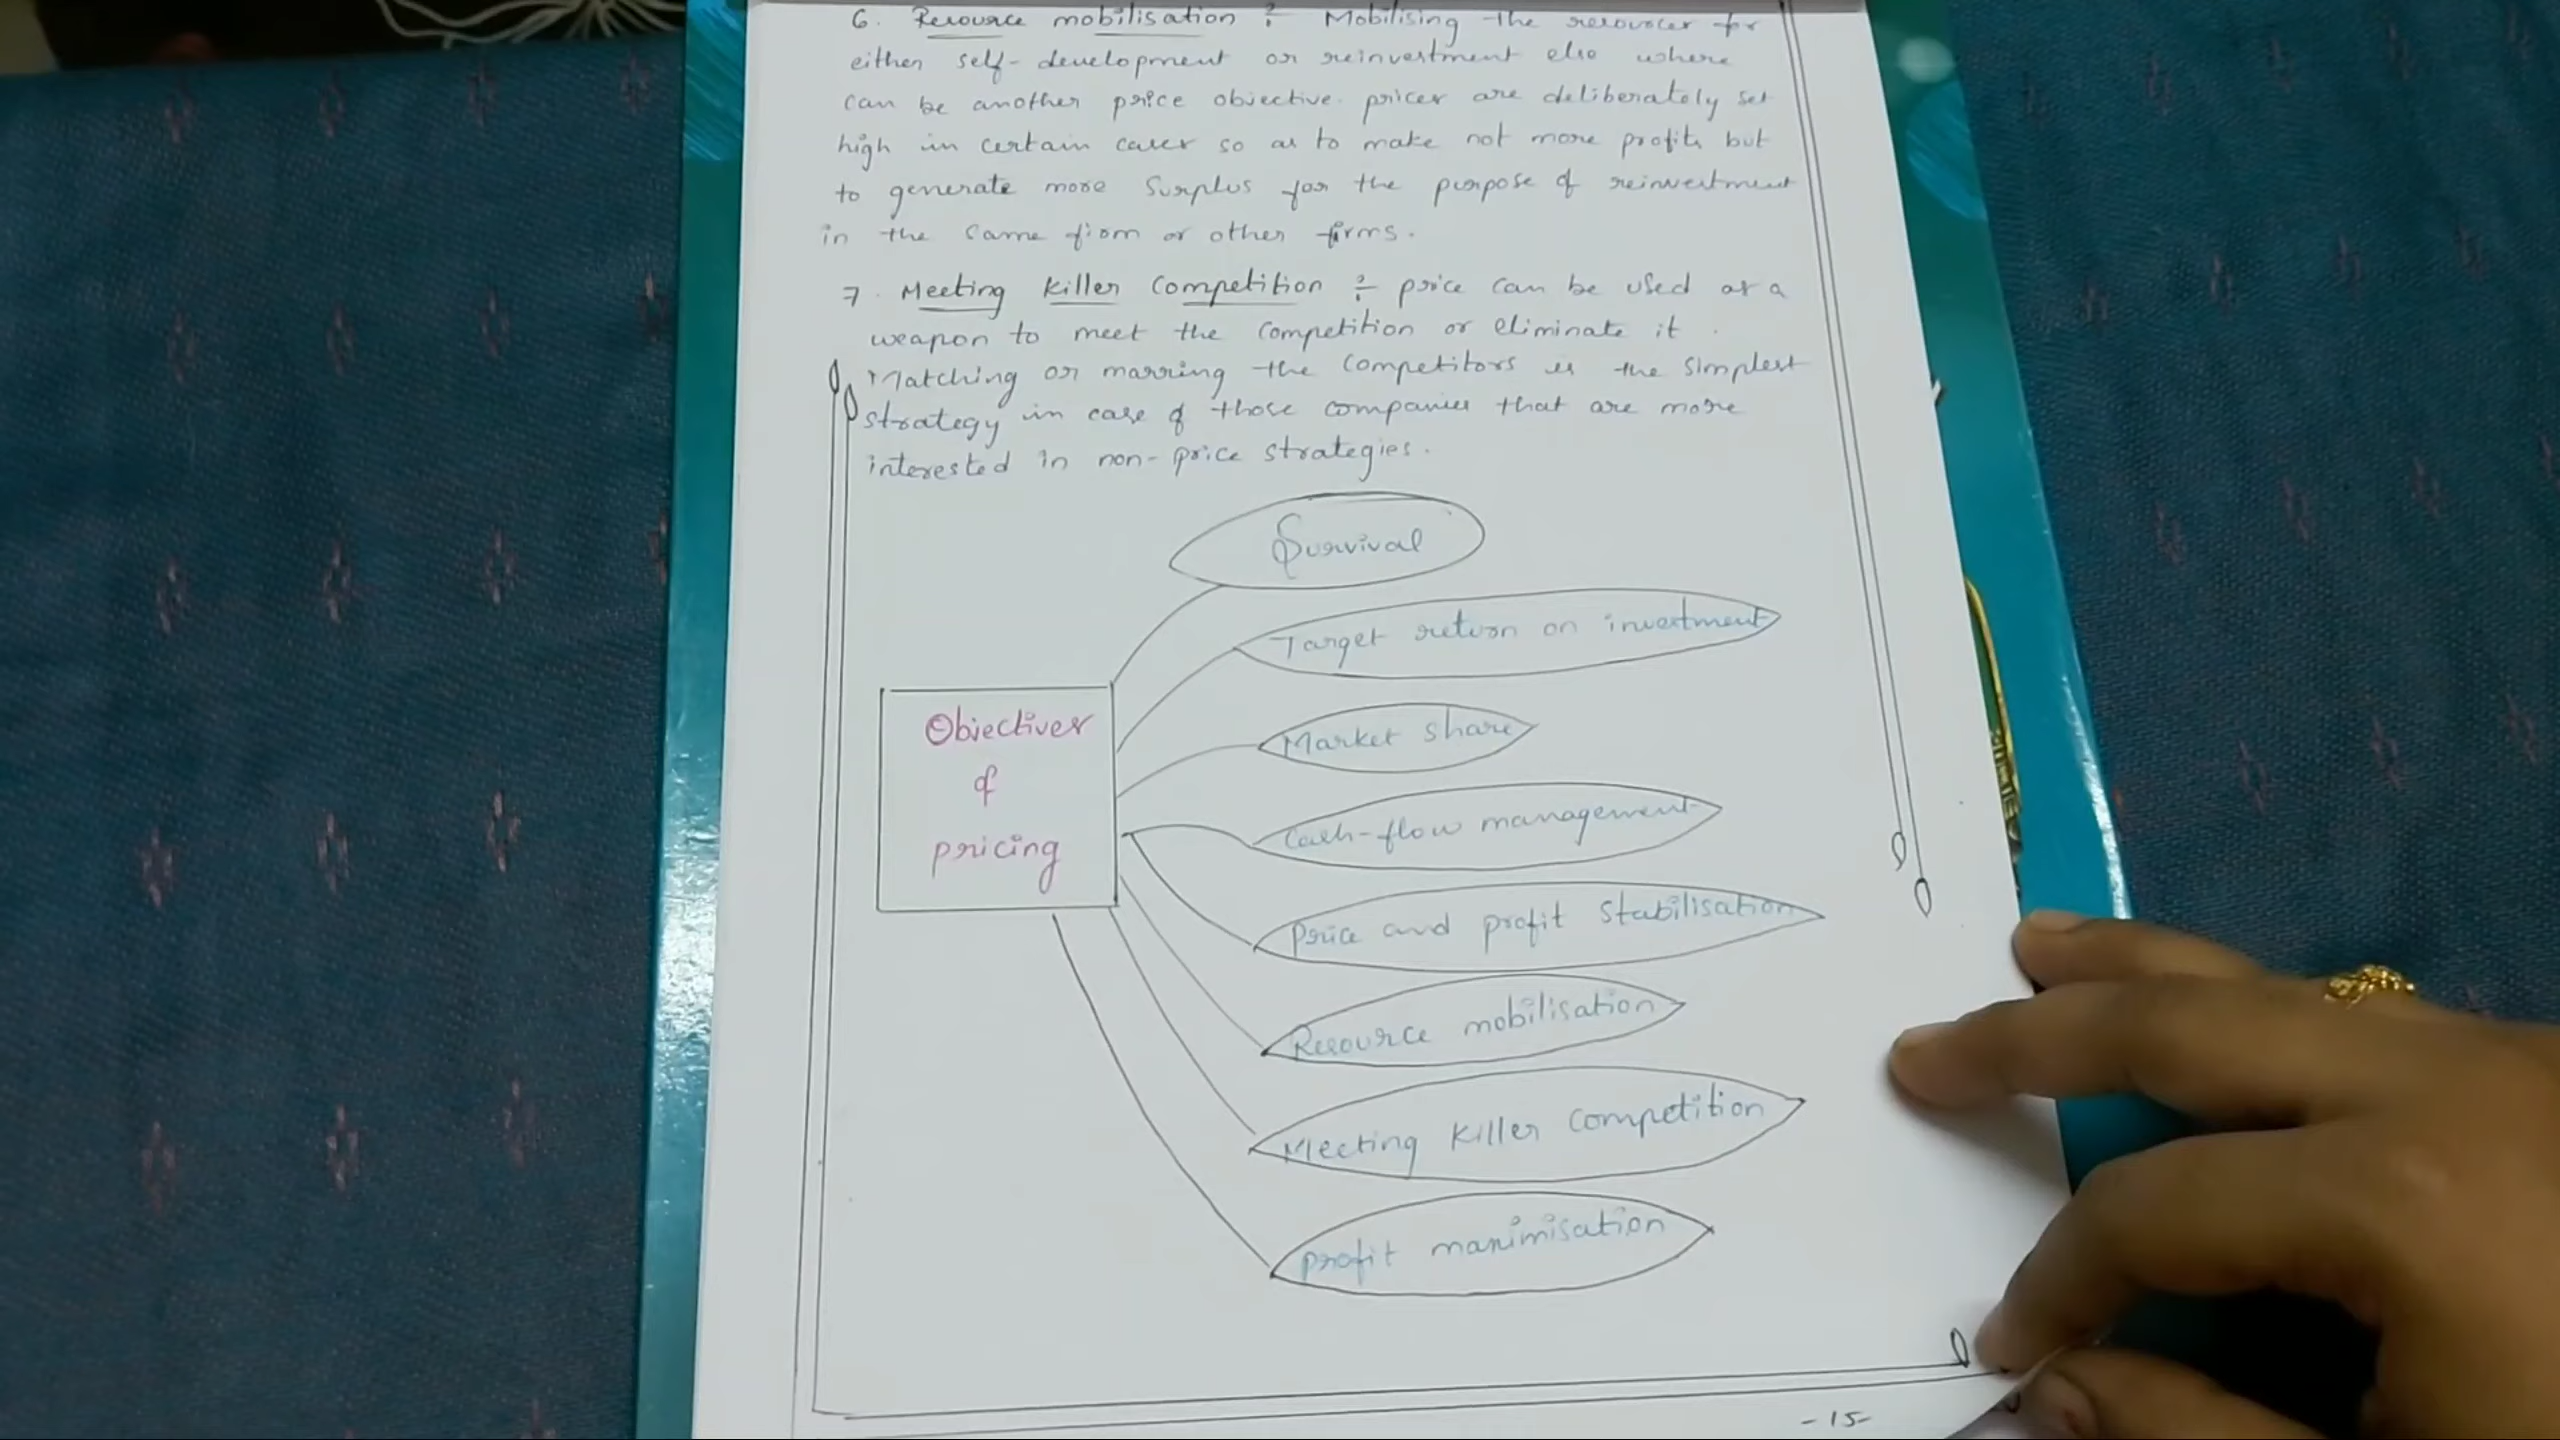 6. Resource mobilisation :- Mobilising the resources for
either self-development or reinvestment else where
can be another price objective. prices are deliberately set
high in certain cases so as to make not more profits but
to generate more surplus for the purpose of reinvestment
in the same firm or other firms.
7. Meeting killer Competition :- price can be used as a
weapon to meet the Competition or eliminate it.
Matching or marring the Competitors is the simplest
strategy in case of those companies that are more
interested in non-price strategies.
Survival
Target return on investment
Market share
Objectives
of
pricing
Cash-flow management
Price and profit Stabilisation
Resource mobilisation
Meeting Killer Competition
profit maximisation
-15-